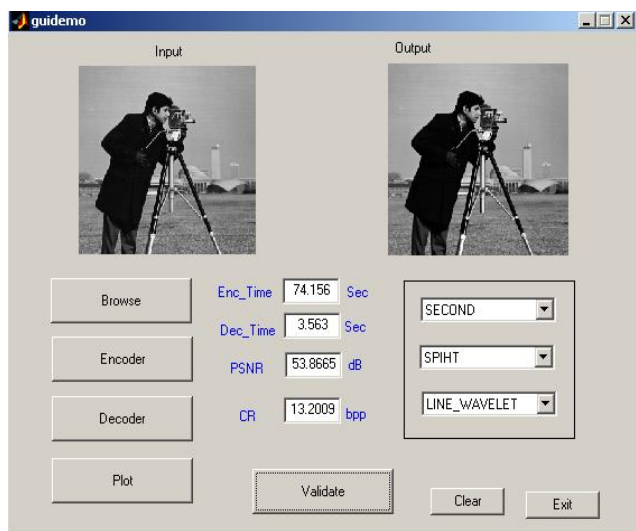 guidemo
Input Output
Browse
Enc_Time 74.156 Sec
SECOND
Dec_Time 3.563 Sec
Encoder
PSNR 53.8665 dB
SPIHT
Decoder
CR 13.2009 bpp
LINE_WAVELET
Plot
Validate
Clear
Exit